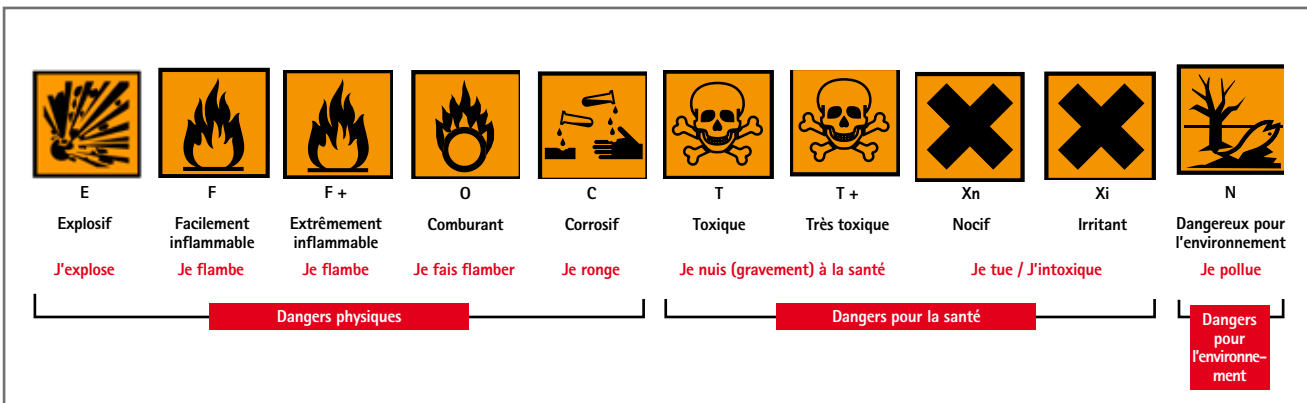 E
F
F +
O
C
T
T +
Xn
Xi
N
Explosif
Facilement
inflammable
Extrêmement
inflammable
Comburant
Corrosif
Toxique
Très toxique
Nocif
Irritant
Dangereux pour
l'environnement
J'explose
Je flambe
Je flambe
Je fais flamber
Je ronge
Je nuis (gravement) à la santé
Je tue / J'intoxique
Je pollue
Dangers physiques
Dangers pour la santé
Dangers
pour
l'environne-
ment